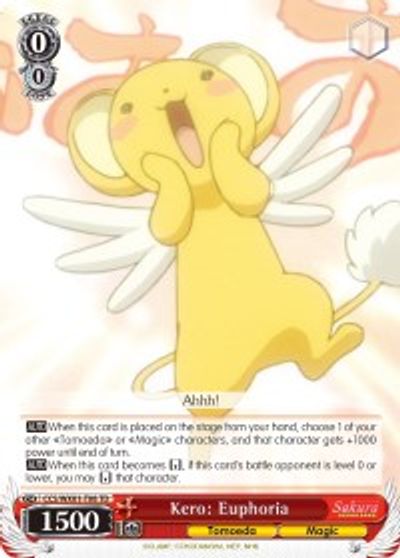 0
0
Ahhh!
AUTO When this card is placed on the stage from your hand, choose 1 of your
other «Tomoeda» or «Magic» characters, and that character gets +1000
power until end of turn.
AUTO When this card becomes [ ], if this card's battle opponent is level 0 or
lower, you may [ ] that character.
1500
Kero: Euphoria
Sakura
Tomoeda
Magic